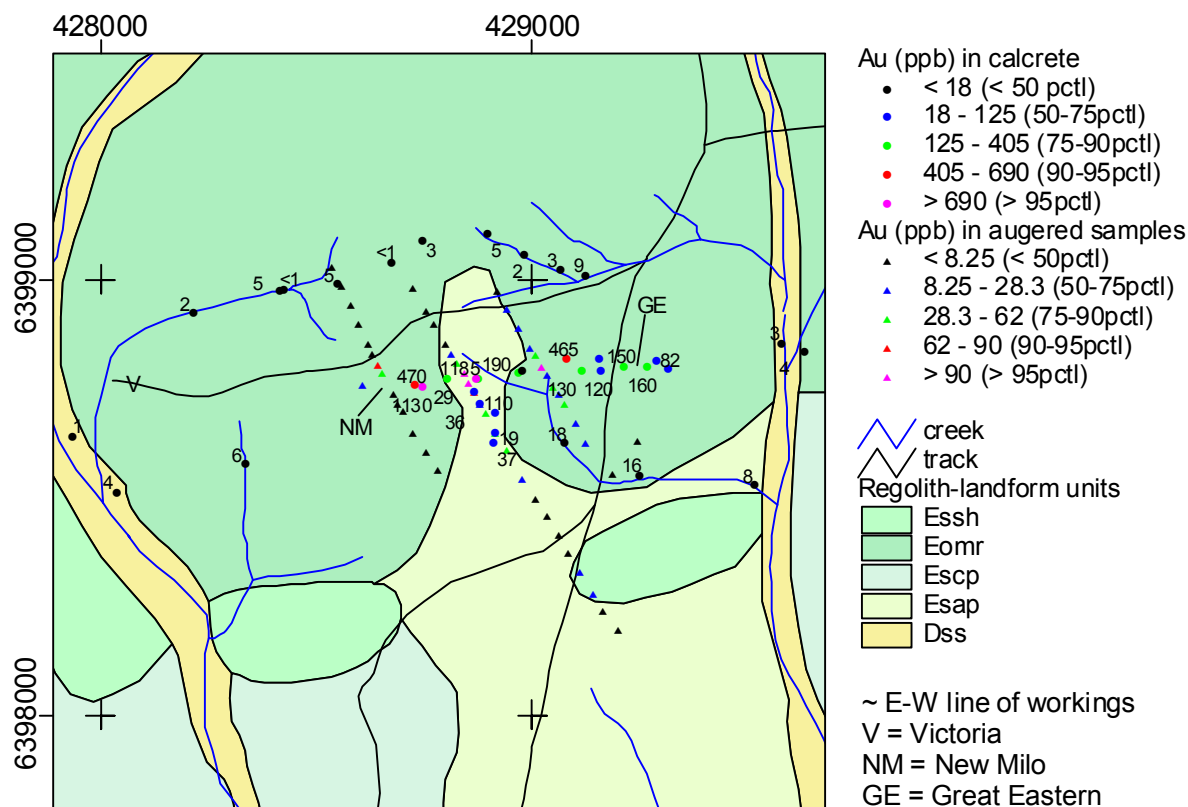 428000
429000
6399000
6398000
<1
3
5
2
3
9
5
<1
5
2
GE
465
150
82
190
1185
130
120
160
470
1130
29
110
36
19
37
18
16
8
3
4
NM
V
1
6
4
Au (ppb) in calcrete
< 18 (< 50 pctl)
18 - 125 (50-75pctl)
125 - 405 (75-90pctl)
405 - 690 (90-95pctl)
> 690 (> 95pctl)
Au (ppb) in augered samples
< 8.25 (< 50pctl)
8.25 - 28.3 (50-75pctl)
28.3 - 62 (75-90pctl)
62 - 90 (90-95pctl)
> 90 (> 95pctl)
creek
track
Regolith-landform units
Essh
Eomr
Escp
Esap
Dss
~ E-W line of workings
V = Victoria
NM = New Milo
GE = Great Eastern